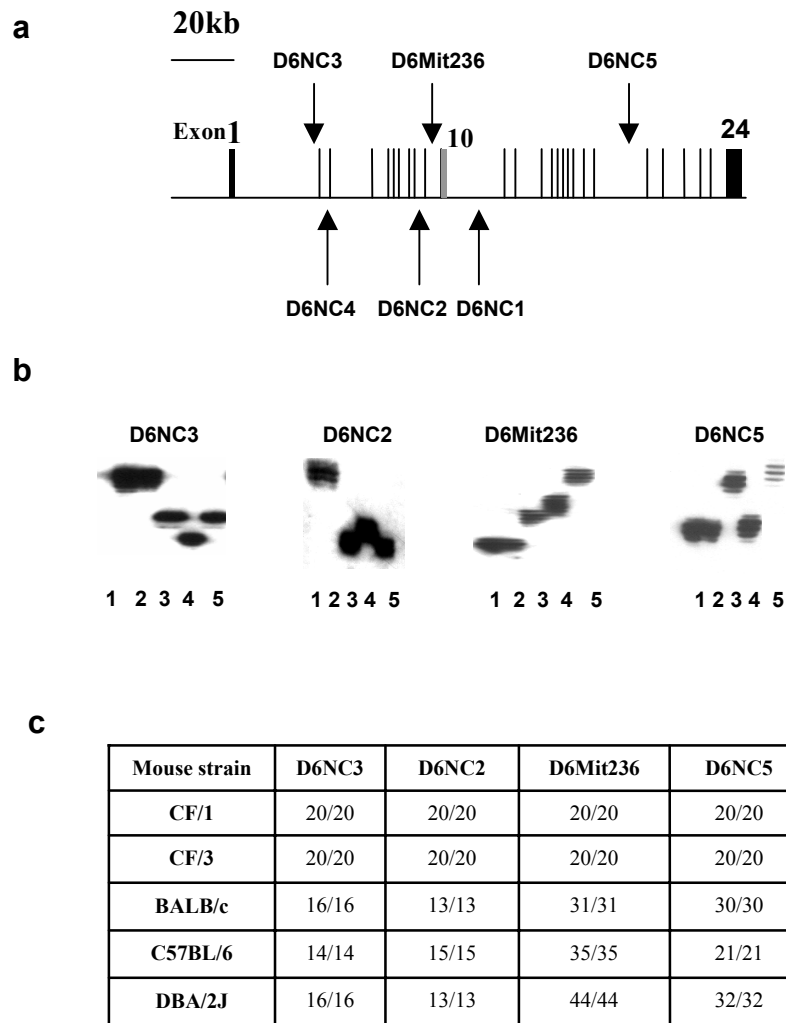 a
20kb
D6NC3 D6Mit236 D6NC5
Exon 1 10 24
D6NC4 D6NC2 D6NC1
b
D6NC3 D6NC2 D6Mit236 D6NC5
1 2 3 4 5 1 2 3 4 5 1 2 3 4 5 1 2 3 4 5
c
Mouse strain D6NC3 D6NC2 D6Mit236 D6NC5
CF/1 20/20 20/20 20/20 20/20
CF/3 20/20 20/20 20/20 20/20
BALB/c 16/16 13/13 31/31 30/30
C57BL/6 14/14 15/15 35/35 21/21
DBA/2J 16/16 13/13 44/44 32/32